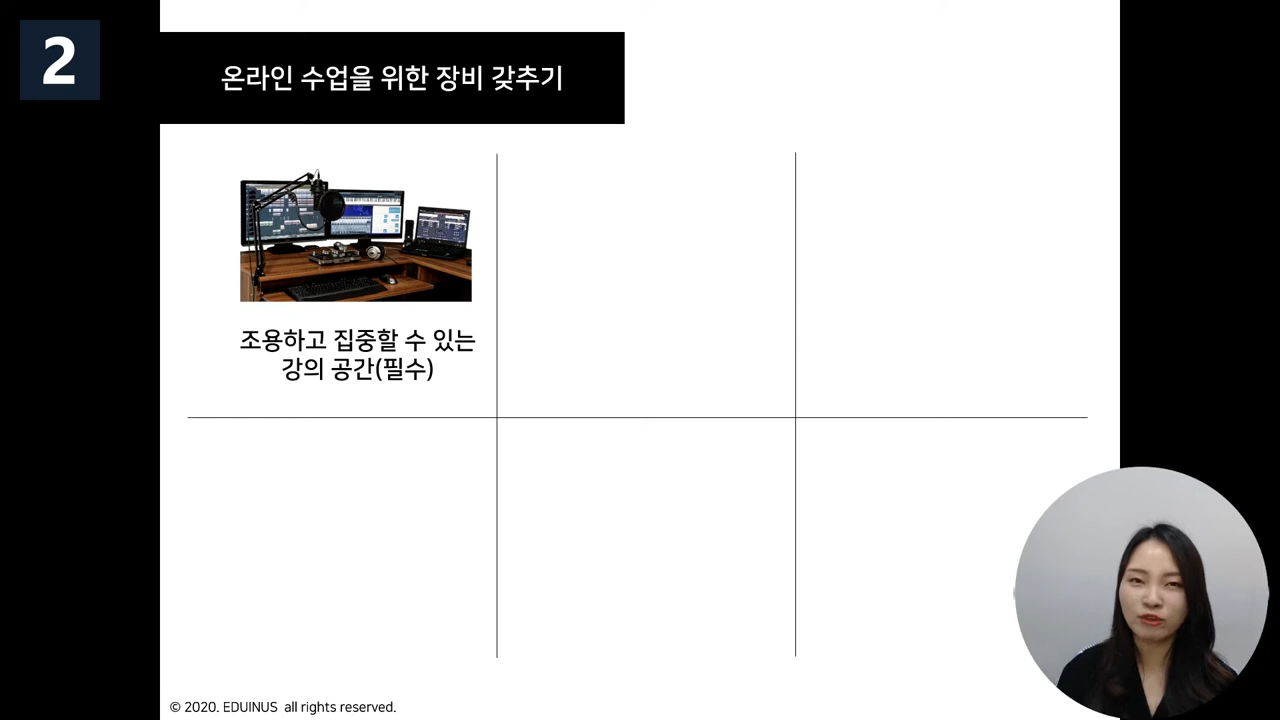 2
온라인 수업을 위한 장비 갖추기
조용하고 집중할 수 있는
강의 공간(필수)
© 2020. EDUINUS all rights reserved.